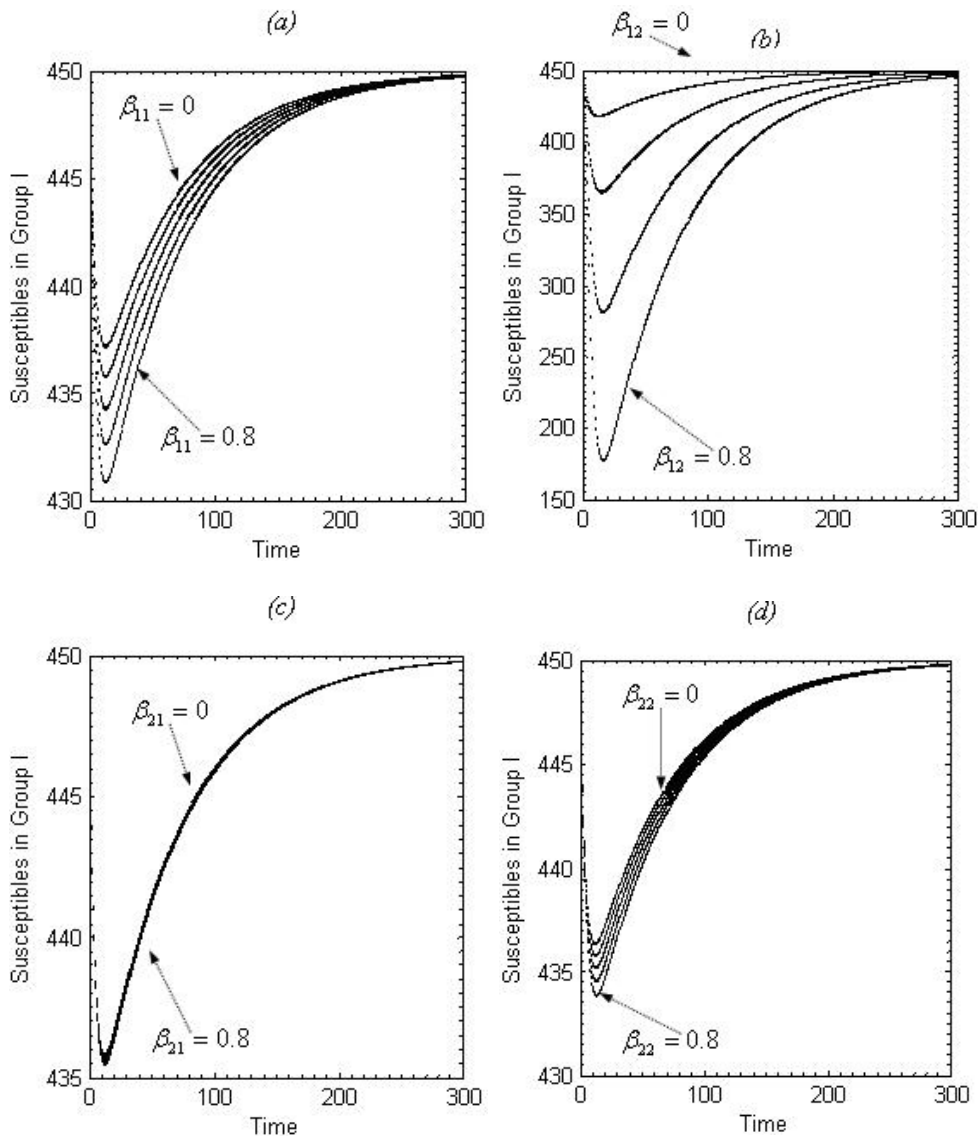 (a)
450
445
440
435
430
0
100
200
300
Time
Susceptibles in Group I
β₁₁ = 0
β₁₁ = 0.8
β₁₂ = 0
(b)
450
400
350
300
250
200
150
0
100
200
300
Time
Susceptibles in Group I
β₁₂ = 0.8
(c)
450
445
440
435
0
100
200
300
Time
Susceptibles in Group I
β₂₁ = 0
β₂₁ = 0.8
(d)
450
445
440
435
430
0
100
200
300
Time
Susceptibles in Group I
β₂₂ = 0
β₂₂ = 0.8